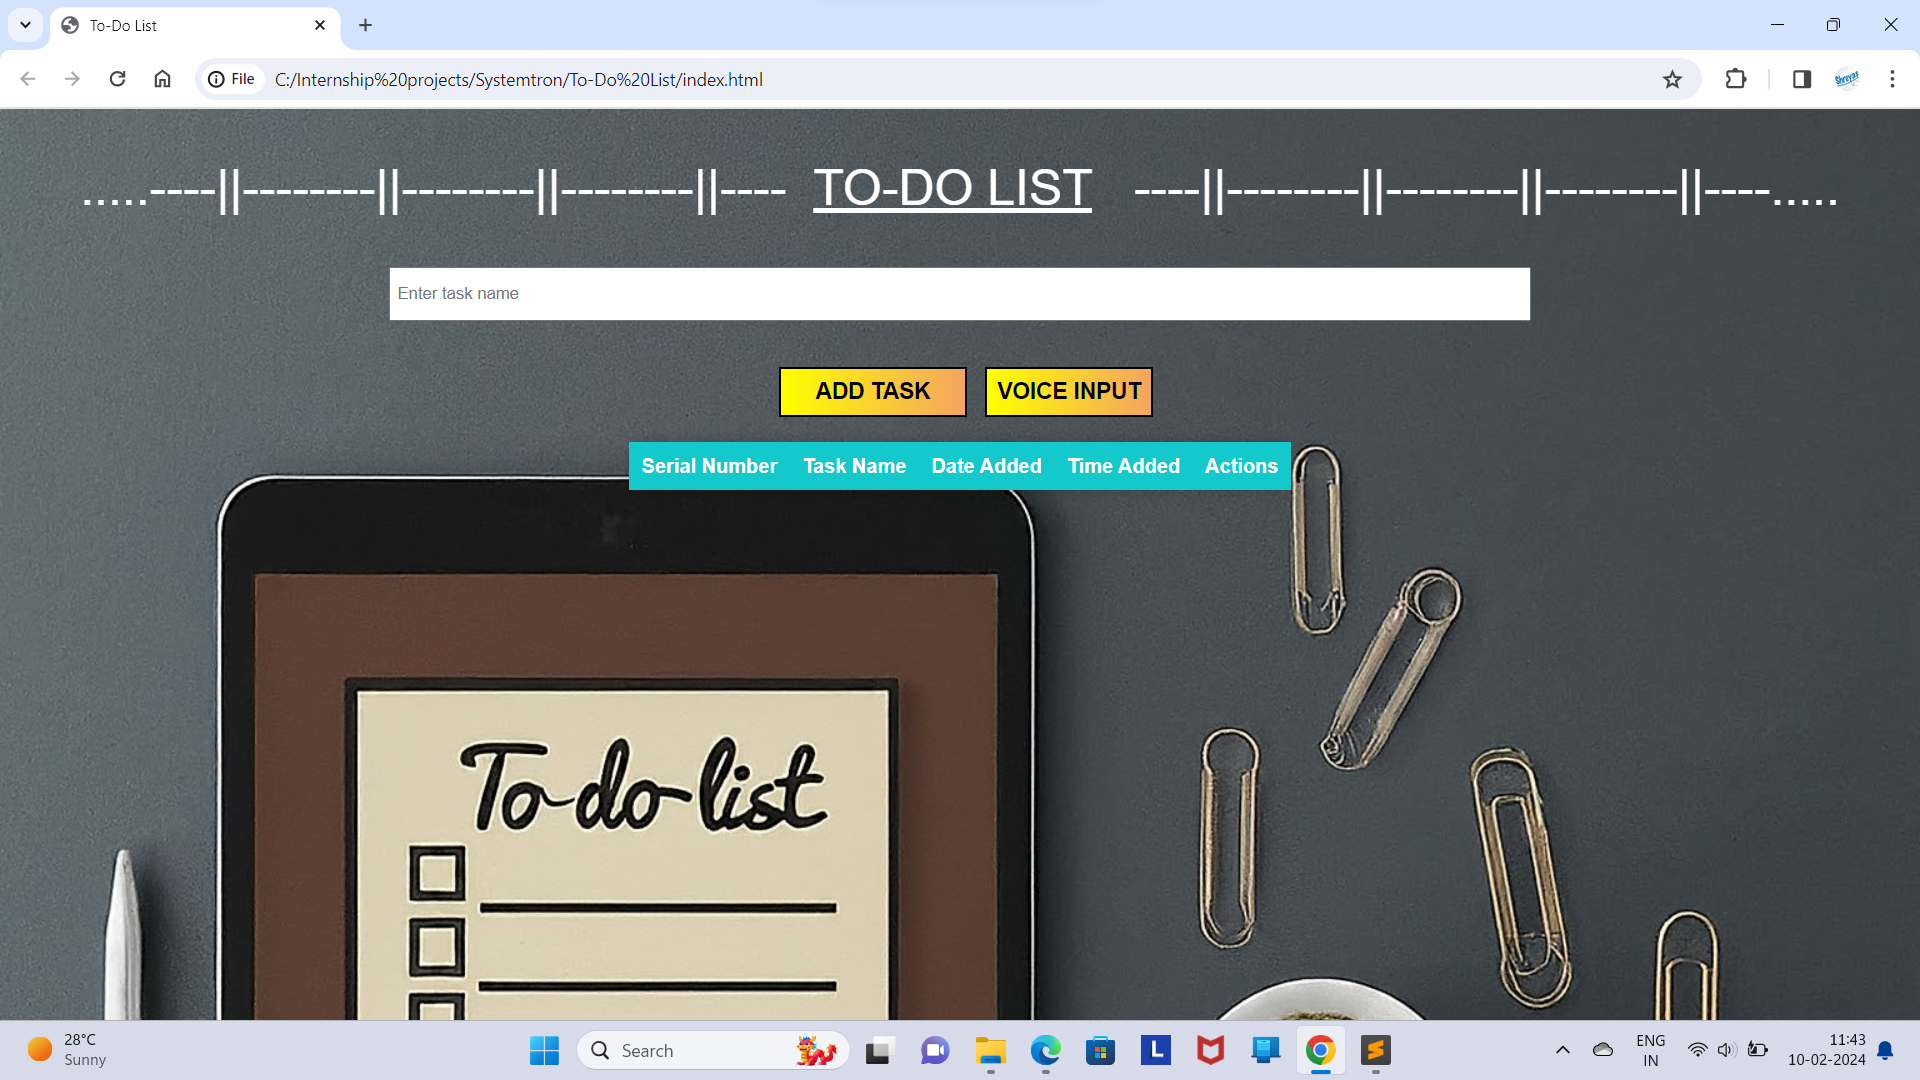 To-Do List
File C:/Internship%20projects/Systemtron/To-Do%20List/index.html
Shreyas
.....----||--------||--------||--------||---- TO-DO LIST ----||--------||--------||--------||----.....
Enter task name
ADD TASK VOICE INPUT
Serial Number Task Name Date Added Time Added Actions
To-do-list
28°C
Sunny
Search
L
ENG
IN
11:43
10-02-2024